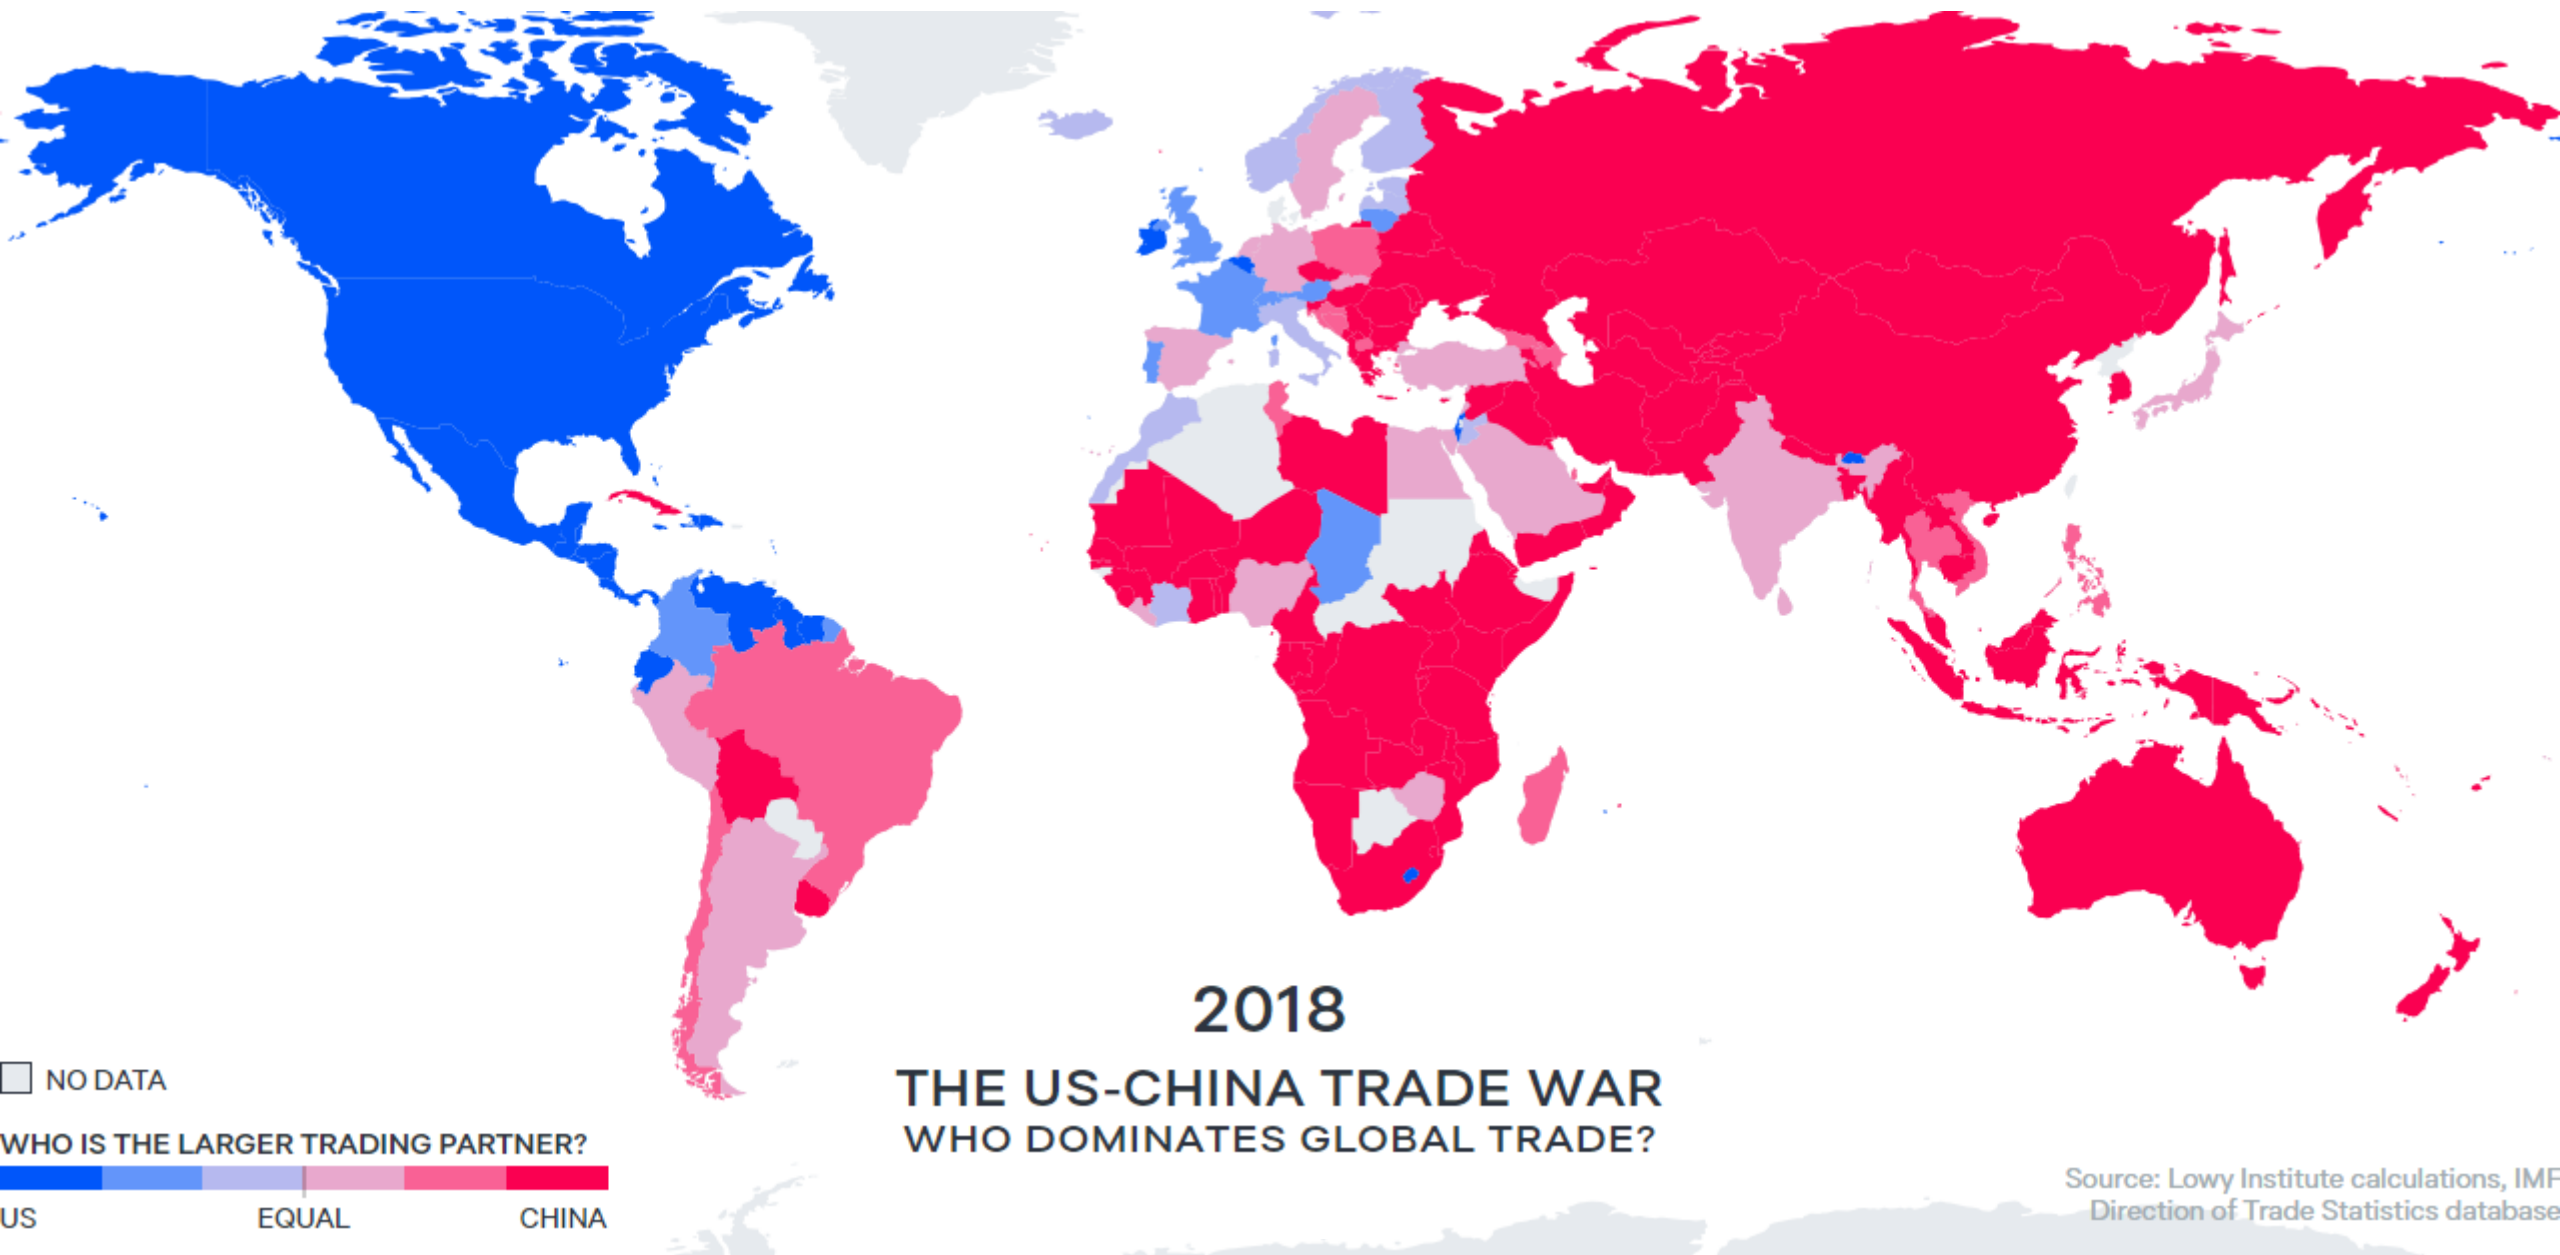 2018
THE US-CHINA TRADE WAR
WHO DOMINATES GLOBAL TRADE?
NO DATA
WHO IS THE LARGER TRADING PARTNER?
US EQUAL CHINA
Source: Lowy Institute calculations, IMF
Direction of Trade Statistics database